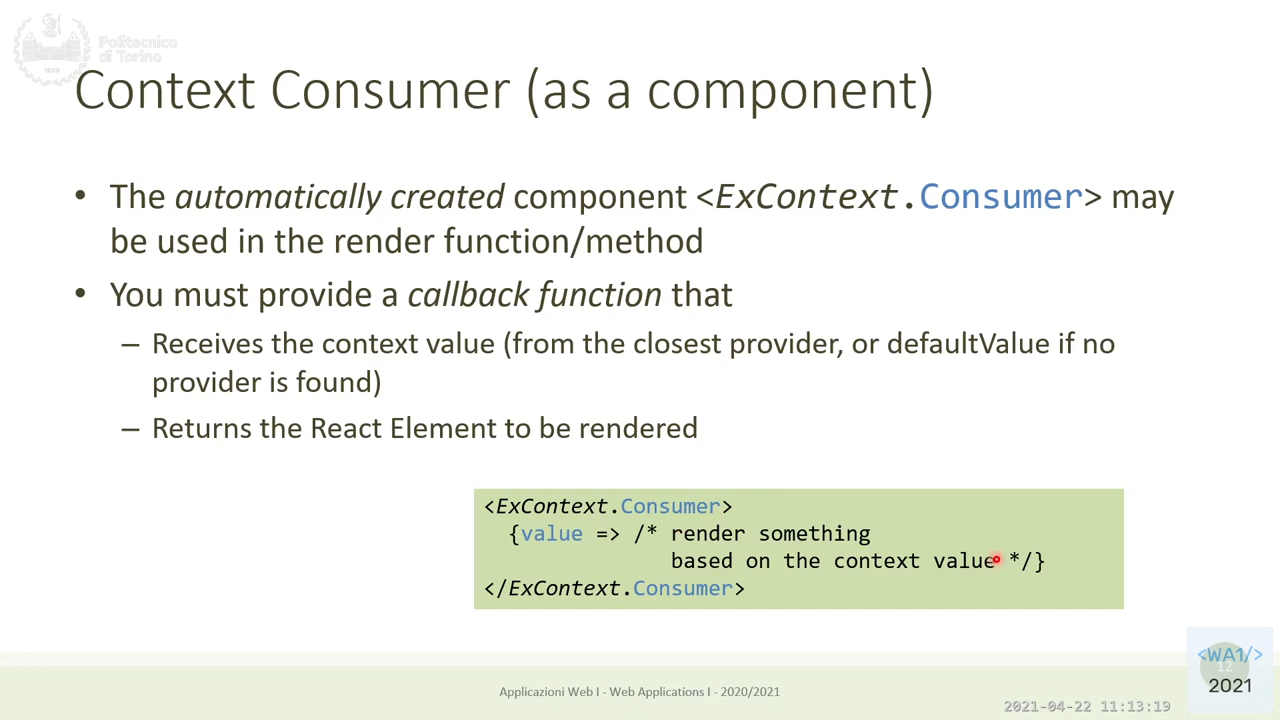 Politecnico
di Torino
Context Consumer (as a component)
• The automatically created component <ExContext.Consumer> may
be used in the render function/method
• You must provide a callback function that
– Receives the context value (from the closest provider, or defaultValue if no
provider is found)
– Returns the React Element to be rendered
<ExContext.Consumer>
{value => /* render something
based on the context value */}
</ExContext.Consumer>
<WA1/>
12
2021
Applicazioni Web I - Web Applications I - 2020/2021
2021-04-22 11:13:19